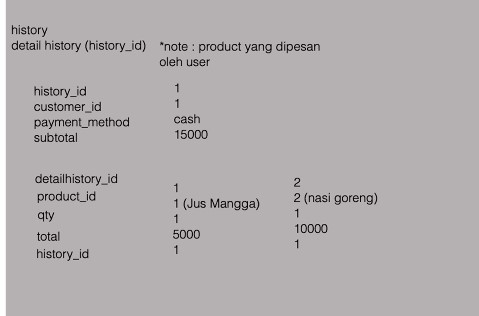 history
detail history (history_id) *note : product yang dipesan
oleh user
history_id 1
customer_id 1
payment_method cash
subtotal 15000
detailhistory_id 1 2
product_id 1 (Jus Mangga) 2 (nasi goreng)
qty 1 1
total 5000 10000
history_id 1 1